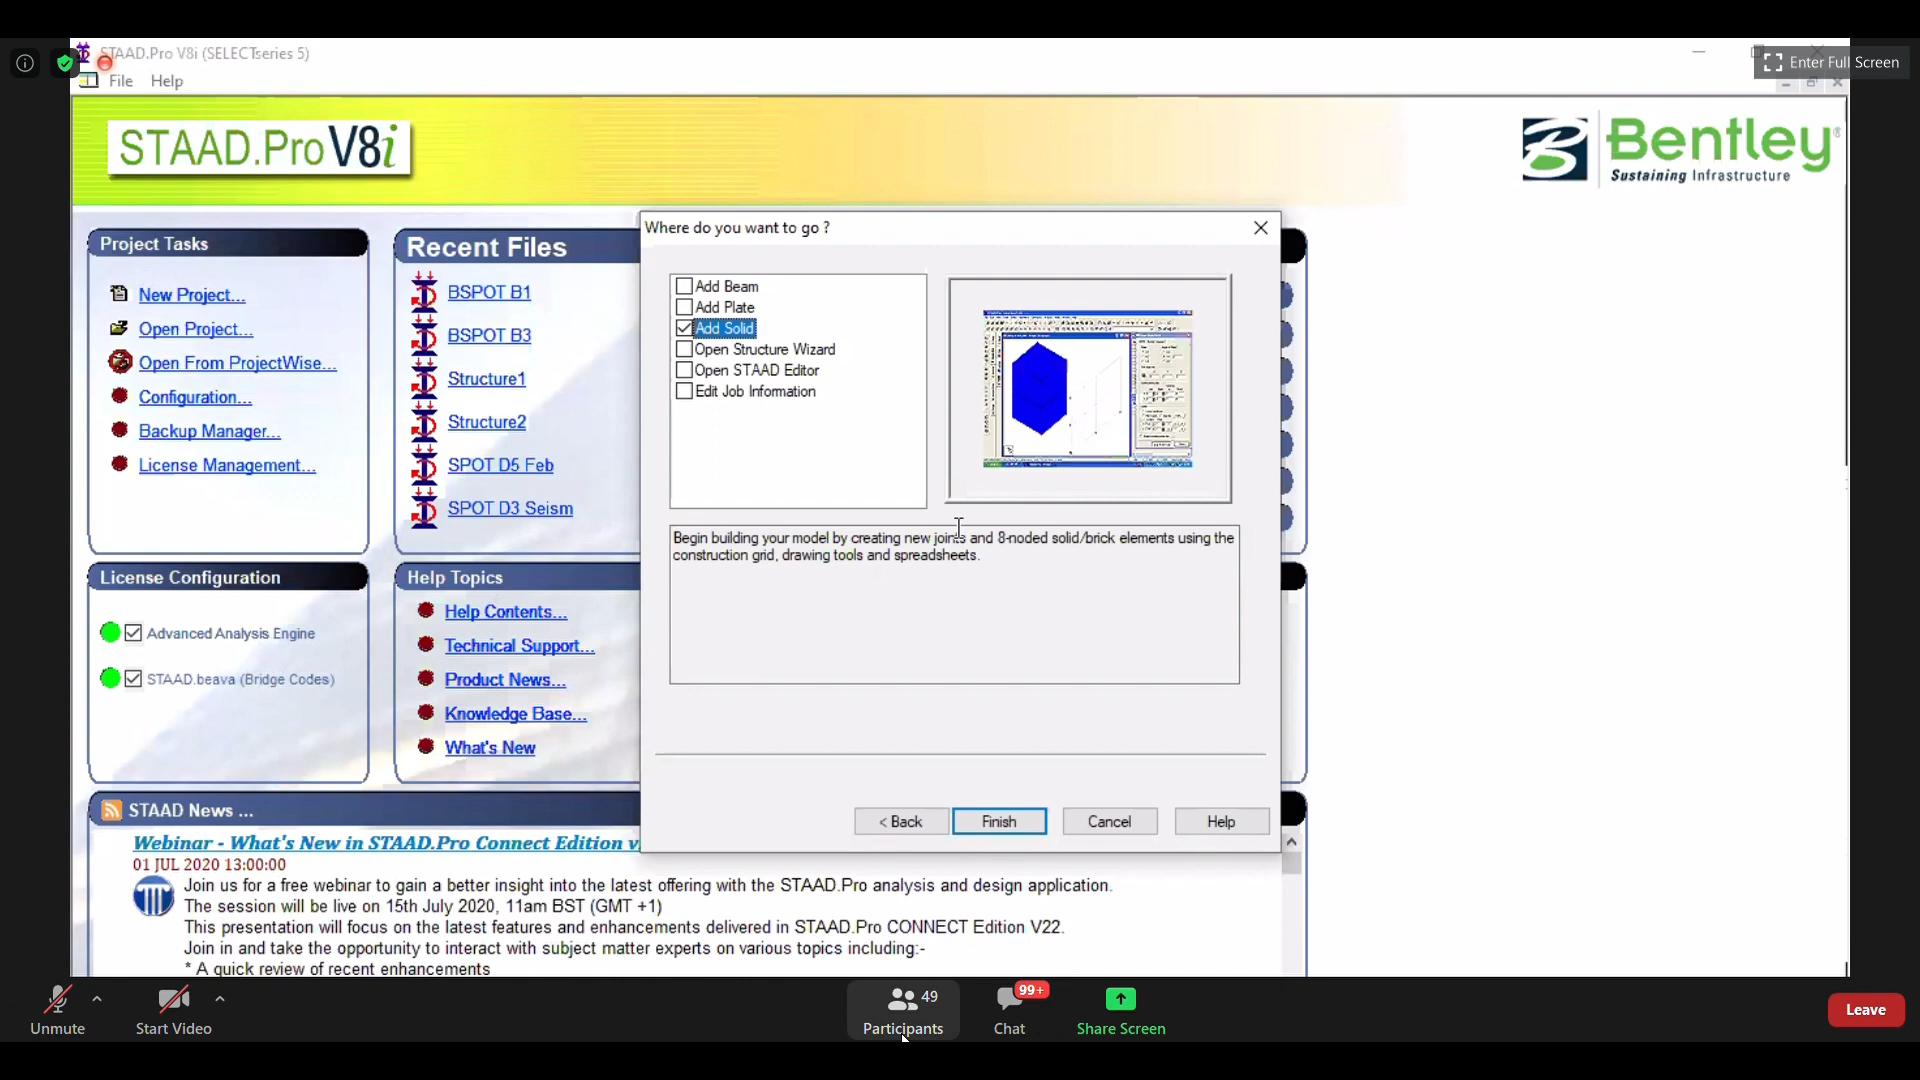 STAAD.Pro V8i (SELECTseries 5)
Enter Full Screen
File Help
STAAD.Pro V8i
Bentley
Sustaining Infrastructure
Project Tasks
New Project...
Open Project...
Open From ProjectWise...
Configuration...
Backup Manager...
License Management...
Recent Files
BSPOT B1
BSPOT B3
Structure1
Structure2
SPOT D5 Feb
SPOT D3 Seism
Where do you want to go ?
Add Beam
Add Plate
Add Solid
Open Structure Wizard
Open STAAD Editor
Edit Job Information
Begin building your model by creating new joints and 8-noded solid/brick elements using the
construction grid, drawing tools and spreadsheets.
< Back Finish Cancel Help
License Configuration
Advanced Analysis Engine
STAAD.beava (Bridge Codes)
Help Topics
Help Contents...
Technical Support...
Product News...
Knowledge Base...
What's New
STAAD News ...
Webinar - What's New in STAAD.Pro Connect Edition
01 JUL 2020 13:00:00
Join us for a free webinar to gain a better insight into the latest offering with the STAAD.Pro analysis and design application.
The session will be live on 15th July 2020, 11am BST (GMT +1)
This presentation will focus on the latest features and enhancements delivered in STAAD.Pro CONNECT Edition V22.
Join in and take the opportunity to interact with subject matter experts on various topics including:-
* A quick review of recent enhancements
Unmute
Start Video
49
Participants
99+
Chat
Share Screen
Leave